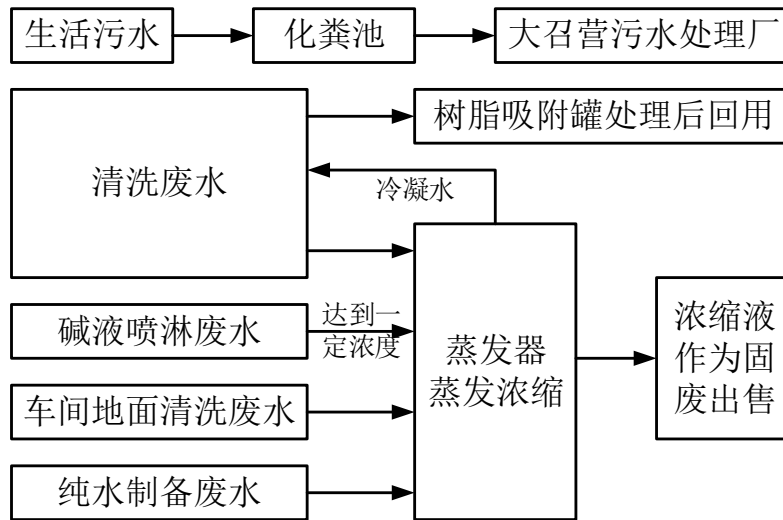 生活污水
化粪池
大召营污水处理厂
清洗废水
树脂吸附罐处理后回用
冷凝水
碱液喷淋废水
达到一
定浓度
蒸发器
蒸发浓缩
浓缩液
作为固
废出售
车间地面清洗废水
纯水制备废水